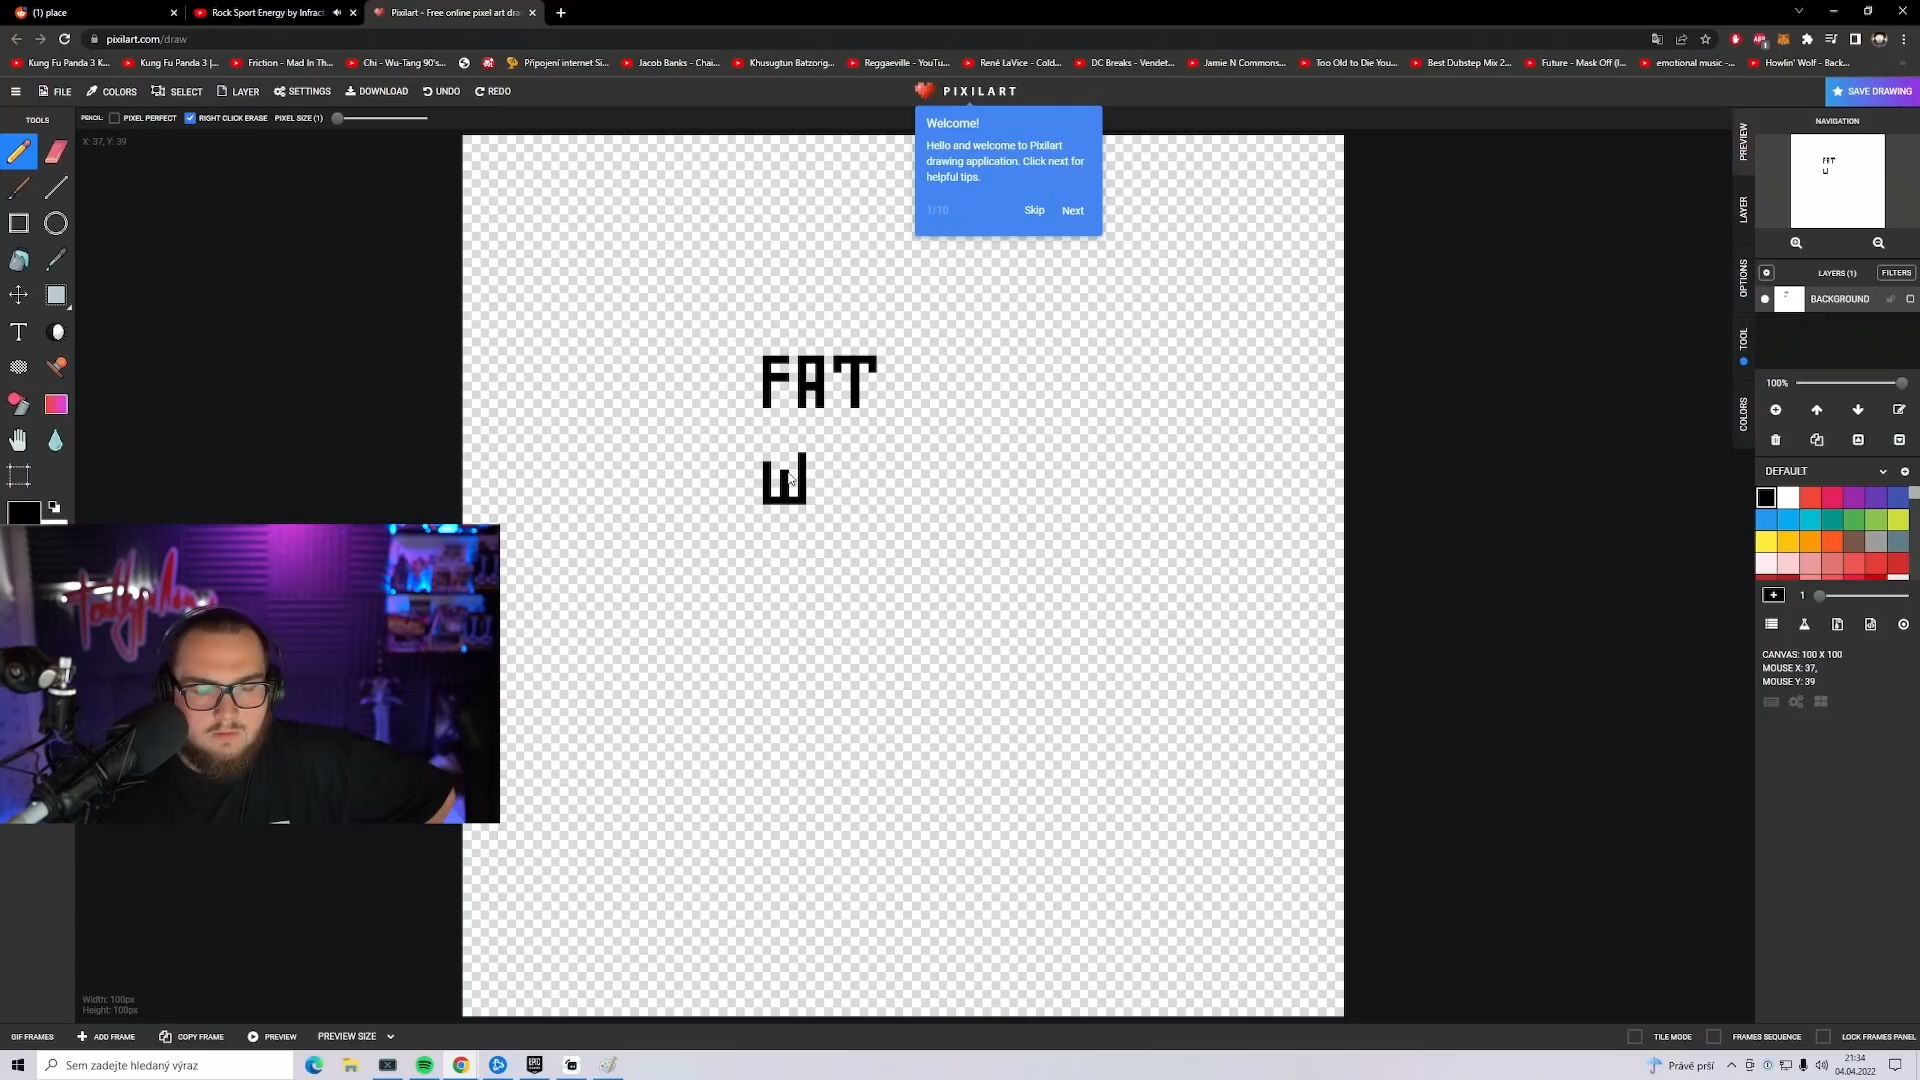 (1) place
Rock Sport Energy by Infract
Pixilart - Free online pixel art dra
pixilart.com/draw
Kung Fu Panda 3 K...
Kung Fu Panda 3 |...
Friction - Mad In Th...
Chi - Wu-Tang 90's...
Připojení internet Si...
Jacob Banks - Chai...
Khusugtun Batzorig...
Reggaeville - YouTu...
René LaVice - Cold...
DC Breaks - Vendet...
Jamie N Commons...
Too Old to Die You...
Best Dubstep Mix 2...
Future - Mask Off (I...
emotional music -...
Howlin' Wolf - Back...
FILE
COLORS
SELECT
LAYER
SETTINGS
DOWNLOAD
UNDO
REDO
PIXILART
SAVE DRAWING
TOOLS
PENCIL:
PIXEL PERFECT
RIGHT CLICK ERASE
PIXEL SIZE (1)
X: 37, Y: 39
Welcome!
Hello and welcome to Pixilart
drawing application. Click next for
helpful tips.
1/10
Skip
Next
FAT
W
NAVIGATION
PREVIEW
LAYER
OPTIONS
TOOL
COLORS
FAT
LAYERS (1)
FILTERS
BACKGROUND
100%
DEFAULT
1
CANVAS: 100 X 100
MOUSE X: 37,
MOUSE Y: 39
Width: 100px
Height: 100px
GIF FRAMES
ADD FRAME
COPY FRAME
PREVIEW
PREVIEW SIZE
TILE MODE
FRAMES SEQUENCE
LOCK FRAMES PANEL
Sem zadejte hledaný výraz
EPIC
Právě prší
21:34
04.04.2022